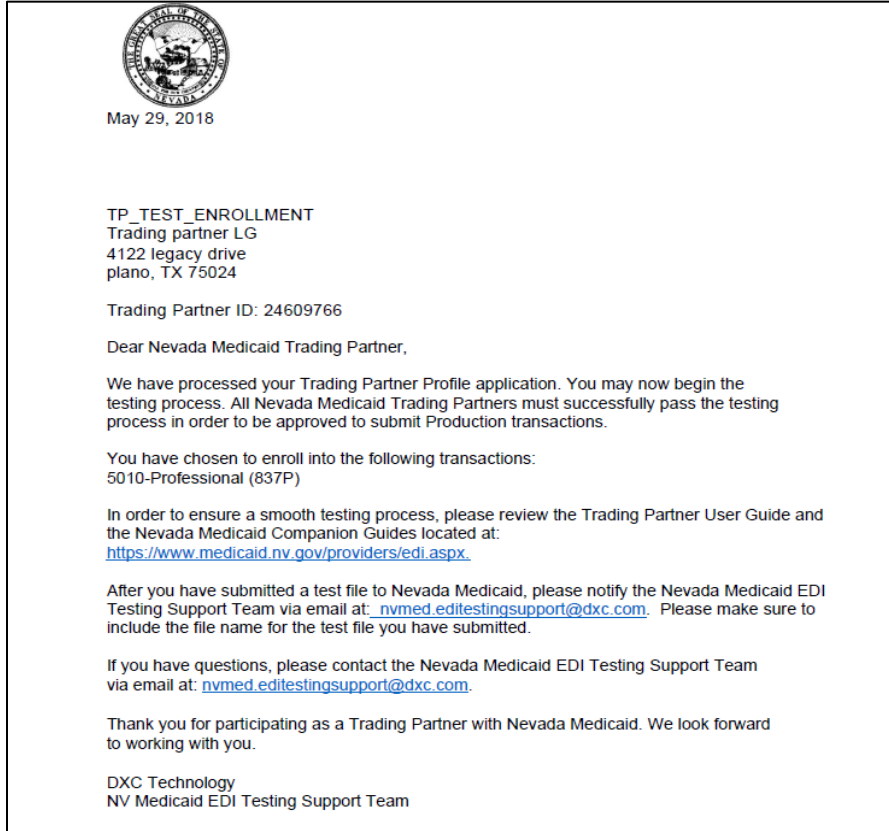 THE GREAT SEAL OF THE STATE OF
NEVADA
May 29, 2018
TP_TEST_ENROLLMENT
Trading partner LG
4122 legacy drive
plano, TX 75024
Trading Partner ID: 24609766
Dear Nevada Medicaid Trading Partner,
We have processed your Trading Partner Profile application. You may now begin the
testing process. All Nevada Medicaid Trading Partners must successfully pass the testing
process in order to be approved to submit Production transactions.
You have chosen to enroll into the following transactions:
5010-Professional (837P)
In order to ensure a smooth testing process, please review the Trading Partner User Guide and
the Nevada Medicaid Companion Guides located at:
https://www.medicaid.nv.gov/providers/edi.aspx.
After you have submitted a test file to Nevada Medicaid, please notify the Nevada Medicaid EDI
Testing Support Team via email at: nvmed.editestingsupport@dxc.com. Please make sure to
include the file name for the test file you have submitted.
If you have questions, please contact the Nevada Medicaid EDI Testing Support Team
via email at: nvmed.editestingsupport@dxc.com.
Thank you for participating as a Trading Partner with Nevada Medicaid. We look forward
to working with you.
DXC Technology
NV Medicaid EDI Testing Support Team